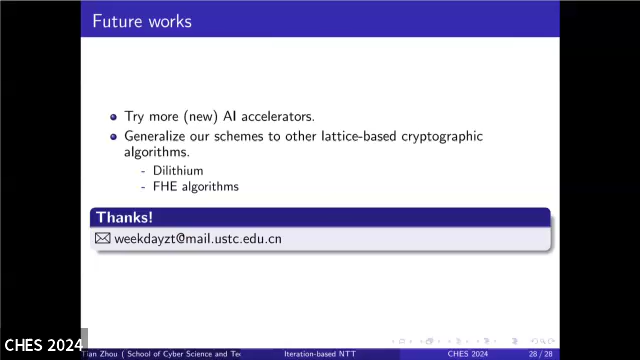 Future works
Try more (new) AI accelerators.
Generalize our schemes to other lattice-based cryptographic
algorithms.
- Dilithium
- FHE algorithms
Thanks!
weekdayzt@mail.ustc.edu.cn
CHES 2024
Tian Zhou ( School of Cyber Science and Tec Iteration-based NTT CHES 2024 28 / 28